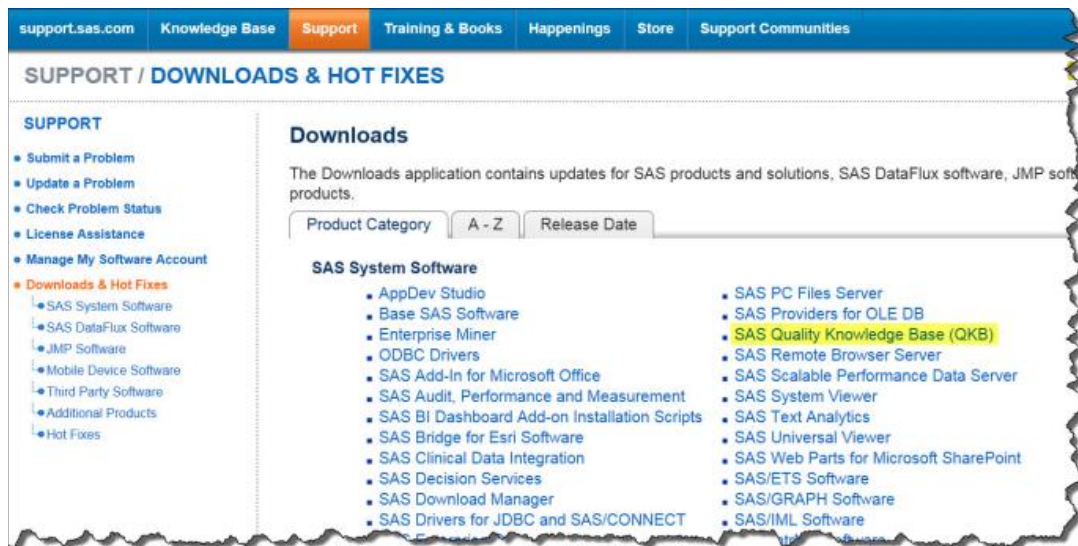 support.sas.com Knowledge Base Support Training & Books Happenings Store Support Communities
SUPPORT / DOWNLOADS & HOT FIXES
SUPPORT
Submit a Problem
Update a Problem
Check Problem Status
License Assistance
Manage My Software Account
Downloads & Hot Fixes
SAS System Software
SAS DataFlux Software
JMP Software
Mobile Device Software
Third Party Software
Additional Products
Hot Fixes
Downloads
The Downloads application contains updates for SAS products and solutions, SAS DataFlux software, JMP
products.
Product Category A - Z Release Date
SAS System Software
AppDev Studio
Base SAS Software
Enterprise Miner
ODBC Drivers
SAS Add-In for Microsoft Office
SAS Audit, Performance and Measurement
SAS BI Dashboard Add-on Installation Scripts
SAS Bridge for Esri Software
SAS Clinical Data Integration
SAS Decision Services
SAS Download Manager
SAS Drivers for JDBC and SAS/CONNECT
SAS PC Files Server
SAS Providers for OLE DB
SAS Quality Knowledge Base (QKB)
SAS Remote Browser Server
SAS Scalable Performance Data Server
SAS System Viewer
SAS Text Analytics
SAS Universal Viewer
SAS Web Parts for Microsoft SharePoint
SAS/ETS Software
SAS/GRAPH Software
SAS/IML Software